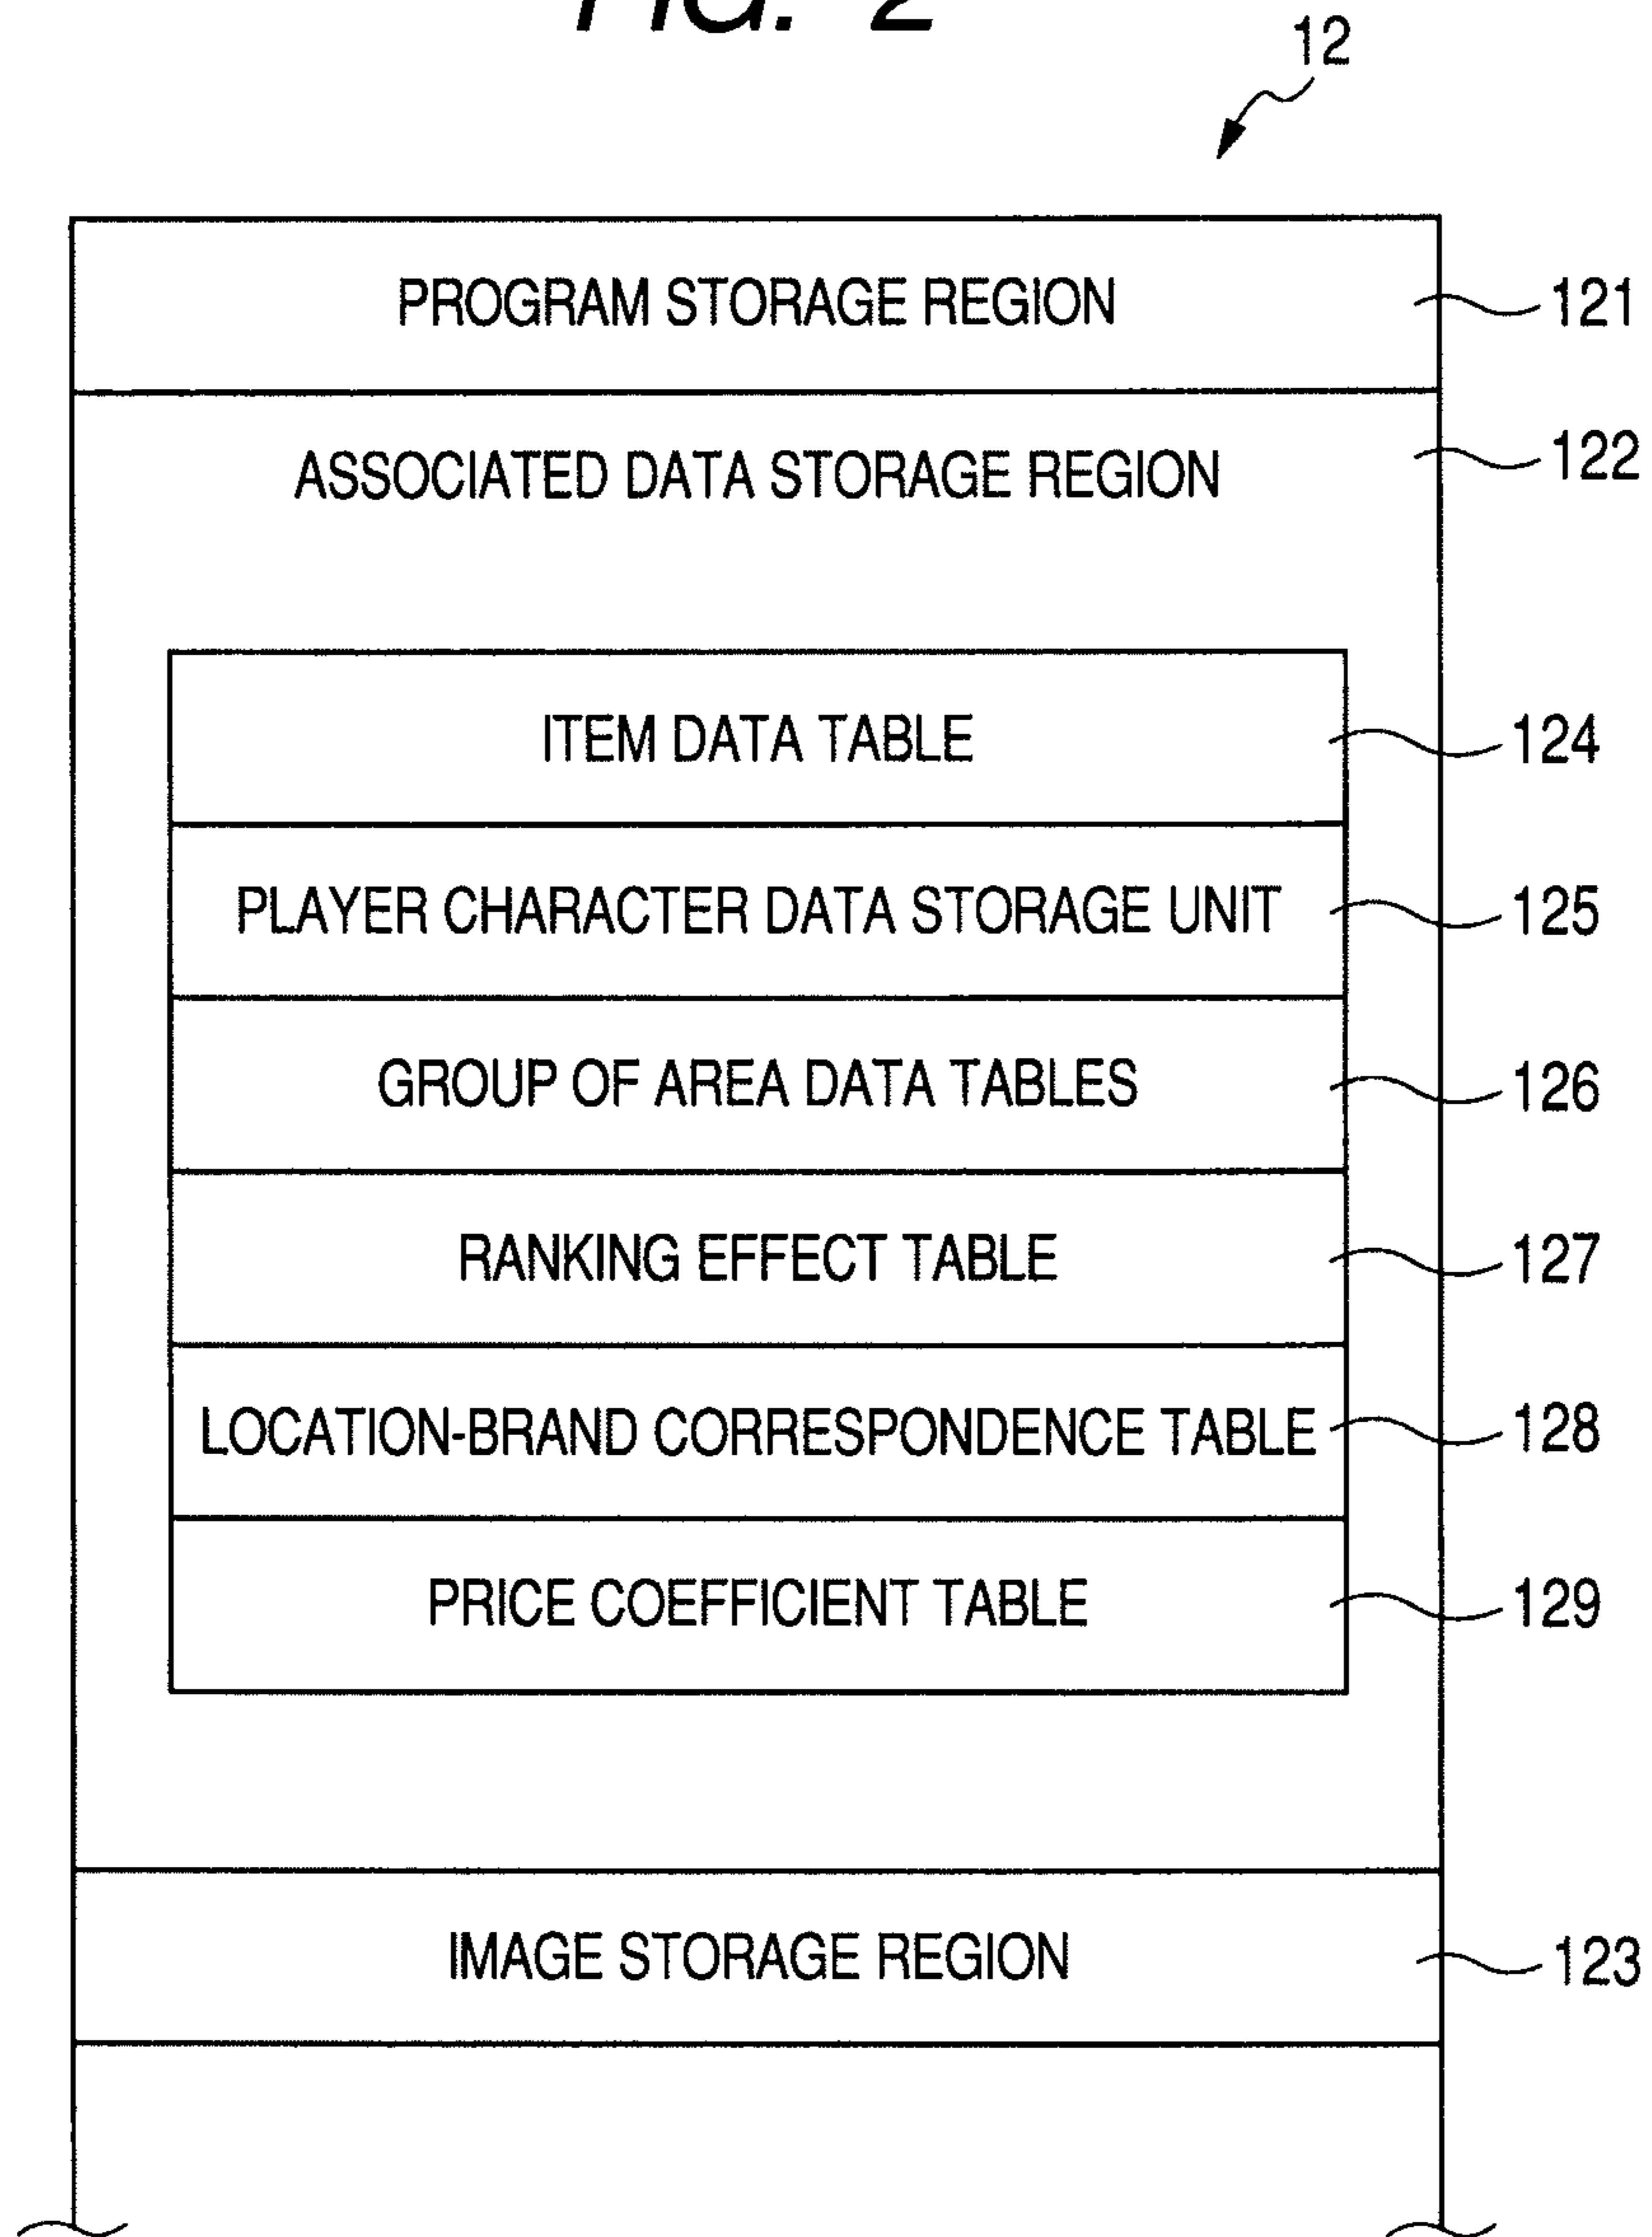 FIG. 2
12
PROGRAM STORAGE REGION 121
ASSOCIATED DATA STORAGE REGION 122
ITEM DATA TABLE 124
PLAYER CHARACTER DATA STORAGE UNIT 125
GROUP OF AREA DATA TABLES 126
RANKING EFFECT TABLE 127
LOCATION-BRAND CORRESPONDENCE TABLE 128
PRICE COEFFICIENT TABLE 129
IMAGE STORAGE REGION 123